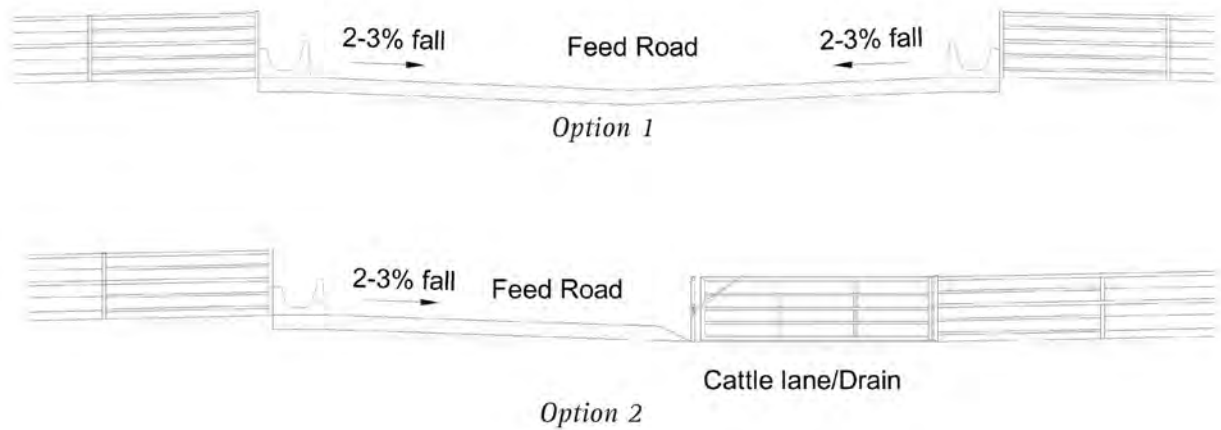 2-3% fall Feed Road 2-3% fall
Option 1
2-3% fall Feed Road
Cattle lane/Drain
Option 2